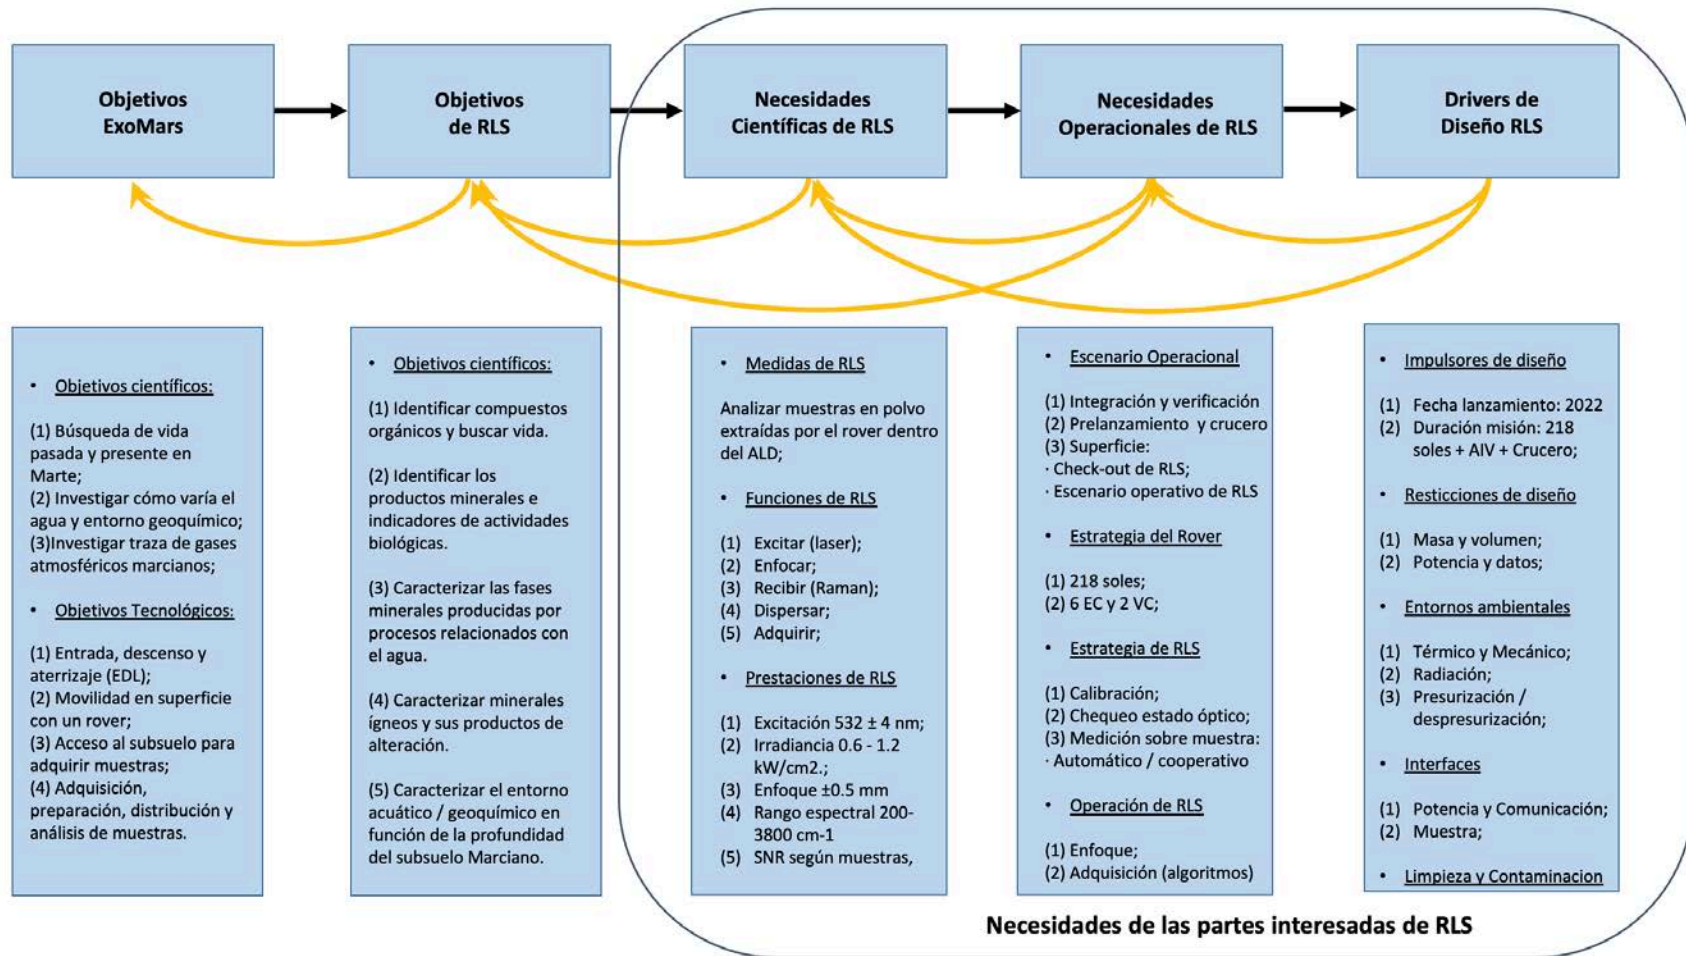 Objetivos
ExoMars
Objetivos
de RLS
Necesidades
Científicas de RLS
Necesidades
Operacionales de RLS
Drivers de
Diseño RLS
• Objetivos científicos:
(1) Búsqueda de vida
pasada y presente en
Marte;
(2) Investigar cómo varía el
agua y entorno geoquímico;
(3)Investigar traza de gases
atmosféricos marcianos;
• Objetivos Tecnológicos:
(1) Entrada, descenso y
aterrizaje (EDL);
(2) Movilidad en superficie
con un rover;
(3) Acceso al subsuelo para
adquirir muestras;
(4) Adquisición,
preparación, distribución y
análisis de muestras.
• Objetivos científicos:
(1) Identificar compuestos
orgánicos y buscar vida.
(2) Identificar los
productos minerales e
indicadores de actividades
biológicas.
(3) Caracterizar las fases
minerales producidas por
procesos relacionados con
el agua.
(4) Caracterizar minerales
ígneos y sus productos de
alteración.
(5) Caracterizar el entorno
acuático / geoquímico en
función de la profundidad
del subsuelo Marciano.
• Medidas de RLS
Analizar muestras en polvo
extraídas por el rover dentro
del ALD;
• Funciones de RLS
(1) Excitar (laser);
(2) Enfocar;
(3) Recibir (Raman);
(4) Dispersar;
(5) Adquirir;
• Prestaciones de RLS
(1) Excitación 532 ± 4 nm;
(2) Irradiancia 0.6 - 1.2
kW/cm2.;
(3) Enfoque ±0.5 mm
(4) Rango espectral 200-
3800 cm-1
(5) SNR según muestras,
• Escenario Operacional
(1) Integración y verificación
(2) Prelanzamiento y crucero
(3) Superficie:
· Check-out de RLS;
· Escenario operativo de RLS
• Estrategia del Rover
(1) 218 soles;
(2) 6 EC y 2 VC;
• Estrategia de RLS
(1) Calibración;
(2) Chequeo estado óptico;
(3) Medición sobre muestra:
· Automático / cooperativo
• Operación de RLS
(1) Enfoque;
(2) Adquisición (algoritmos)
• Impulsores de diseño
(1) Fecha lanzamiento: 2022
(2) Duración misión: 218
soles + AIV + Crucero;
• Resticciones de diseño
(1) Masa y volumen;
(2) Potencia y datos;
• Entornos ambientales
(1) Térmico y Mecánico;
(2) Radiación;
(3) Presurización /
despresurización;
• Interfaces
(1) Potencia y Comunicación;
(2) Muestra;
• Limpieza y Contaminacion
Necesidades de las partes interesadas de RLS